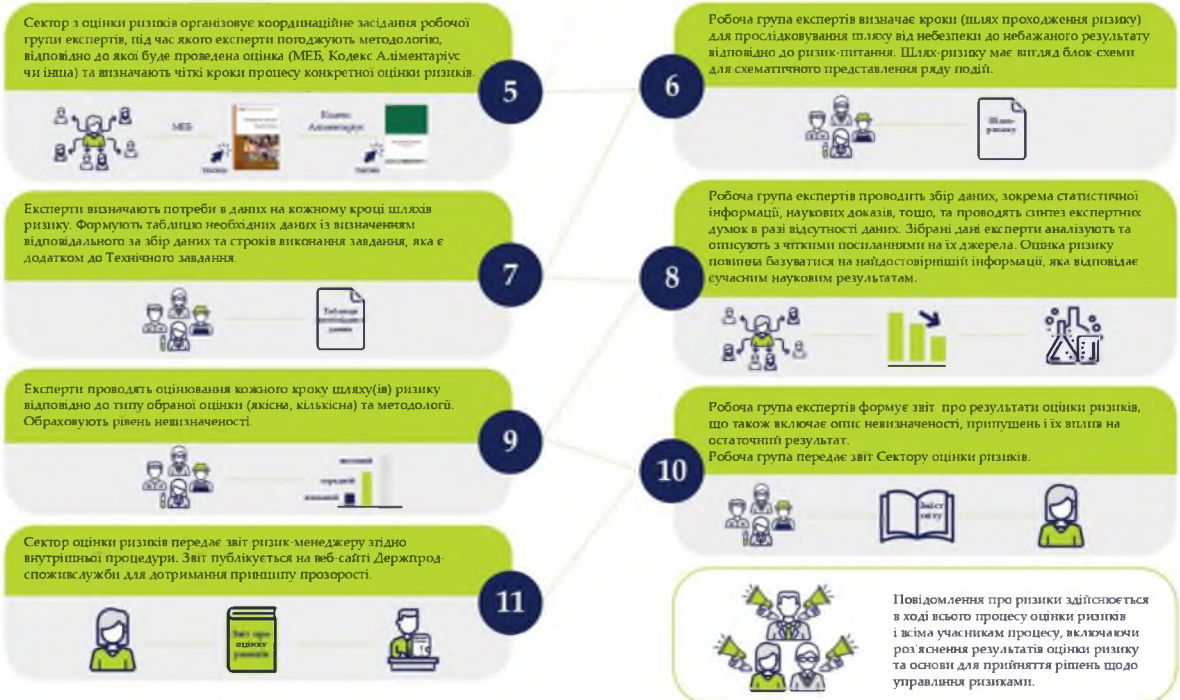 Сектор з оцінки ризиків організовує координаційне засідання робочої
групи експертів, під час якого експерти погоджують методологію,
відповідно до якої буде проведена оцінка (МЕБ, Кодекс Аліментаріус
чи інша) та визначають чіткі кроки процесу конкретної оцінки ризиків.
5
МЕБ
Кодекс
Аліментаріус
Робоча група експертів визначає кроки (шлях проходження ризику)
для прослідковування шляху від небезпеки до небажаного результату
відповідно до ризик-питання. Шлях-ризику має вигляд блок-схеми
для схематичного представлення ряду подій.
6
Шлях-
ризику
Експерти визначають потреби в даних на кожному кроці шляхів
ризику. Формують таблицю необхідних даних із визначенням
відповідального за збір даних та строків виконання завдання, яка є
додатком до Технічного завдання.
7
Таблиця
необхідних
даних
Робоча група експертів проводить збір даних, зокрема статистичної
інформації, наукових доказів, тощо, та проводять синтез експертних
думок в разі відсутності даних. Зібрані дані експерти аналізують та
описують з чіткими посиланнями на їх джерела. Оцінка ризику
повинна базуватися на найдостовірнішій інформації, яка відповідає
сучасним науковим результатам.
8
Експерти проводять оцінювання кожного кроку шляху(ів) ризику
відповідно до типу обраної оцінки (якісна, кількісна) та методології.
Обраховують рівень невизначеності.
9
високий
середній
низький
Робоча група експертів формує звіт про результати оцінки ризиків,
що також включає опис невизначеності, припущень і їх вплив на
остаточний результат.
Робоча група передає звіт Сектору оцінки ризиків.
10
Зміст
звіту
Сектор оцінки ризиків передає звіт ризик-менеджеру згідно
внутрішньої процедури. Звіт публікується на веб-сайті Держпрод-
споживслужби для дотримання принципу прозорості.
11
Звіт про
оцінку
ризиків
Повідомлення про ризики здійснюється
в ході всього процесу оцінки ризиків
і всіма учасникам процесу, включаючи
роз'яснення результатів оцінки ризику
та основи для прийняття рішень щодо
управління ризиками.